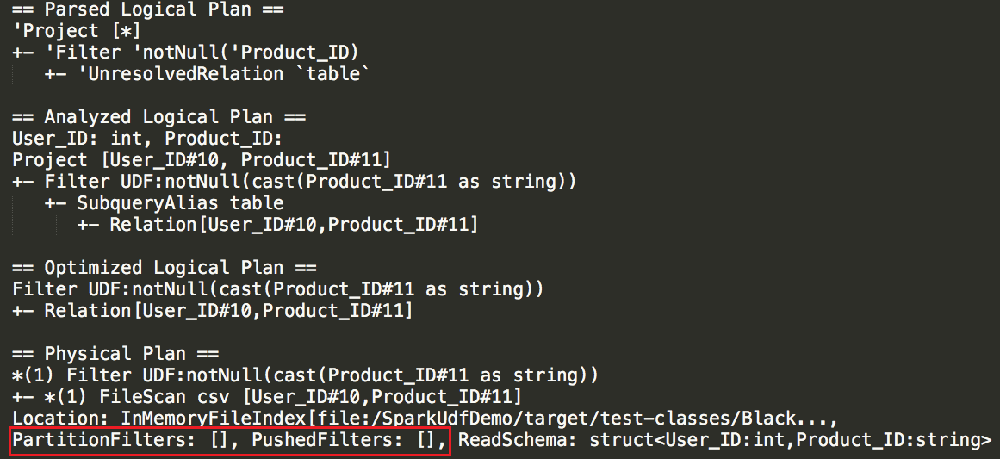 == Parsed Logical Plan ==
'Project [*]
+- 'Filter 'notNull('Product_ID)
   +- 'UnresolvedRelation `table`

== Analyzed Logical Plan ==
User_ID: int, Product_ID:
Project [User_ID#10, Product_ID#11]
+- Filter UDF:notNull(cast(Product_ID#11 as string))
   +- SubqueryAlias table
      +- Relation[User_ID#10,Product_ID#11]

== Optimized Logical Plan ==
Filter UDF:notNull(cast(Product_ID#11 as string))
+- Relation[User_ID#10,Product_ID#11]

== Physical Plan ==
*(1) Filter UDF:notNull(cast(Product_ID#11 as string))
+- *(1) FileScan csv [User_ID#10,Product_ID#11]
Location: InMemoryFileIndex[file:/SparkUdfDemo/target/test-classes/Black...,
PartitionFilters: [], PushedFilters: [], ReadSchema: struct<User_ID:int,Product_ID:string>